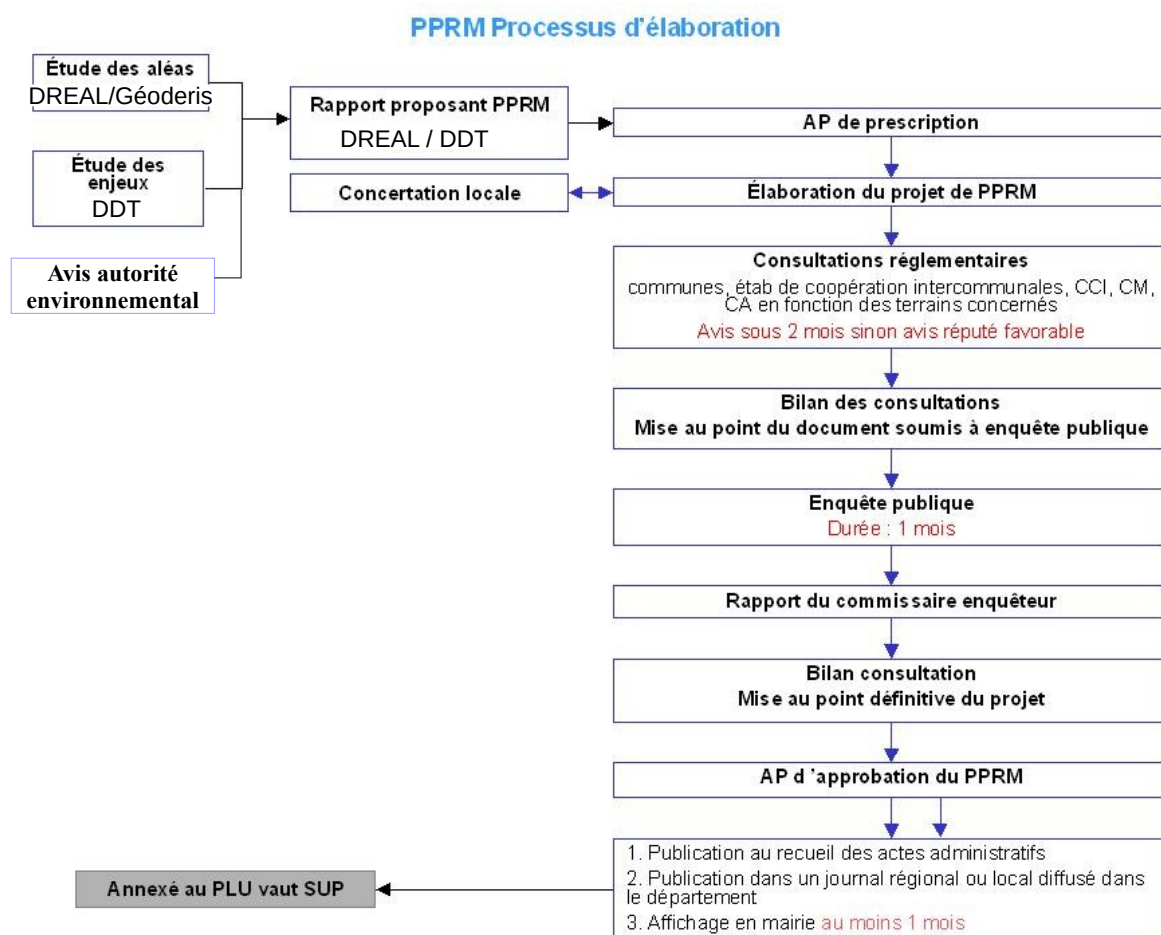 PPRM Processus d'élaboration
Étude des aléas
DREAL/Géoderis
Rapport proposant PPRM
DREAL / DDT
AP de prescription
Étude des
enjeux
DDT
Concertation locale
Élaboration du projet de PPRM
Avis autorité
environnemental
Consultations réglementaires
communes, étab de coopération intercommunales, CCI, CM,
CA en fonction des terrains concernés
Avis sous 2 mois sinon avis réputé favorable
Bilan des consultations
Mise au point du document soumis à enquête publique
Enquête publique
Durée : 1 mois
Rapport du commissaire enquêteur
Bilan consultation
Mise au point définitive du projet
AP d 'approbation du PPRM
1. Publication au recueil des actes administratifs
2. Publication dans un journal régional ou local diffusé dans
le département
3. Affichage en mairie au moins 1 mois
Annexé au PLU vaut SUP